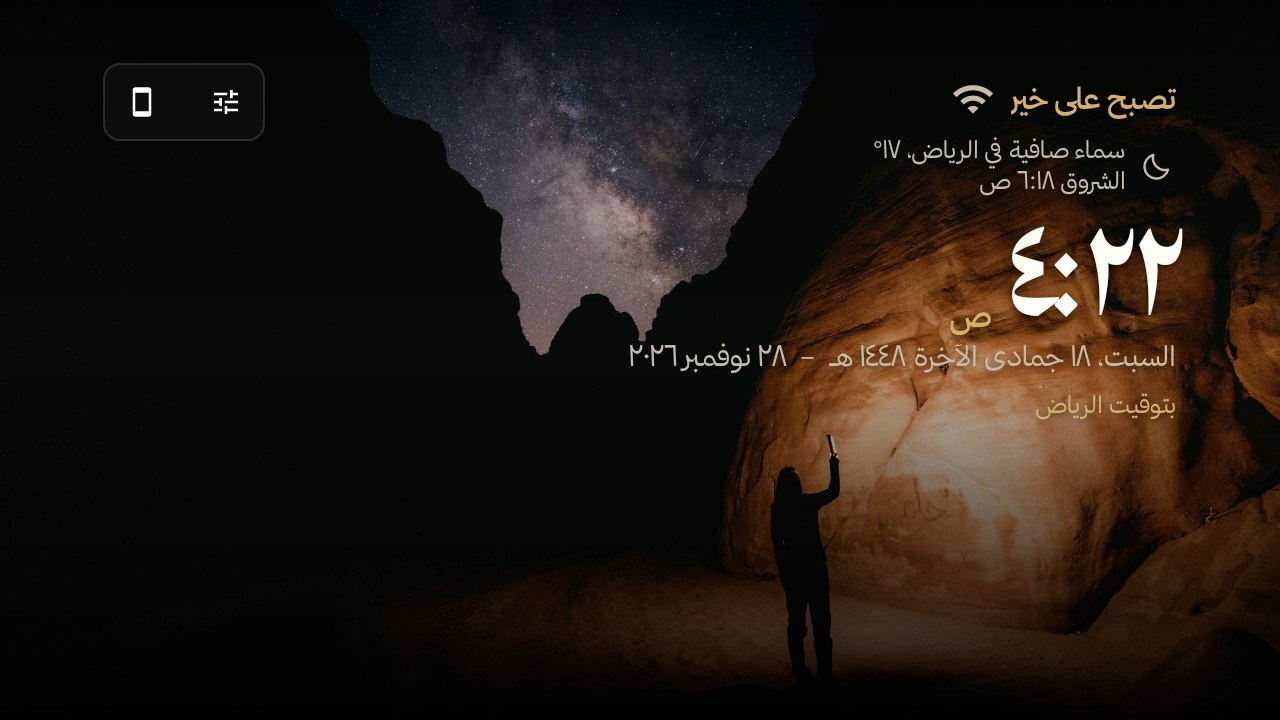 تصبح على خير
سماء صافية في الرياض، ١٧°
الشروق ٦:١٨ ص
٤:٢٢ ص
السبت، ١٨ جمادى الآخرة ١٤٤٨ هـ – ٢٨ نوفمبر ٢٠٢٦
بتوقيت الرياض